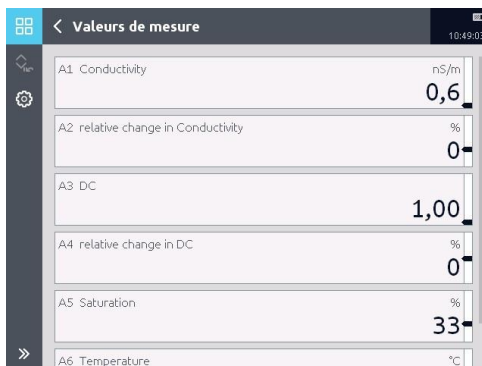 Valeurs de mesure
10:49:03
A1 Conductivity nS/m
0,6
A2 relative change in Conductivity %
0
A3 DC
1,00
A4 relative change in DC %
0
A5 Saturation %
33
A6 Temperature °C